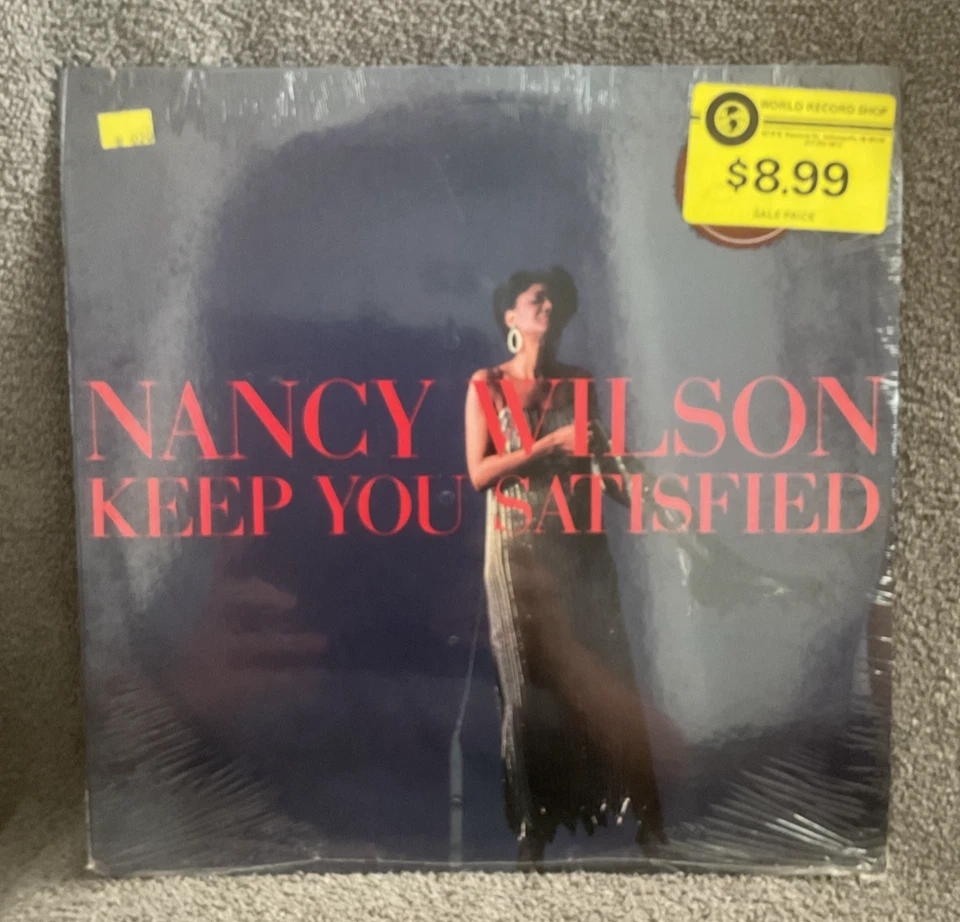 WORLD RECORD SHOP
$8.99
SALE PRICE
NANCY WILSON
KEEP YOU SATISFIED